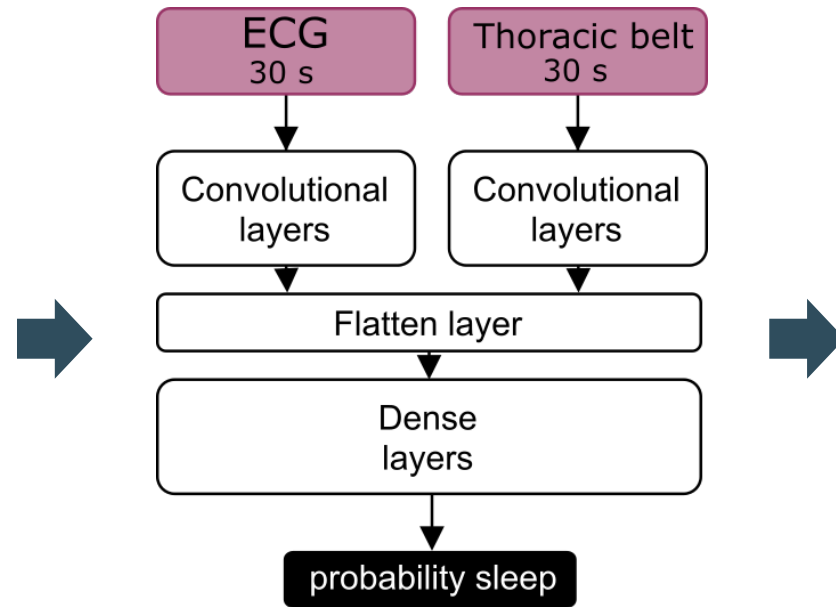 ECG
30 s
Thoracic belt
30 s
Convolutional
layers
Convolutional
layers
Flatten layer
Dense
layers
probability sleep